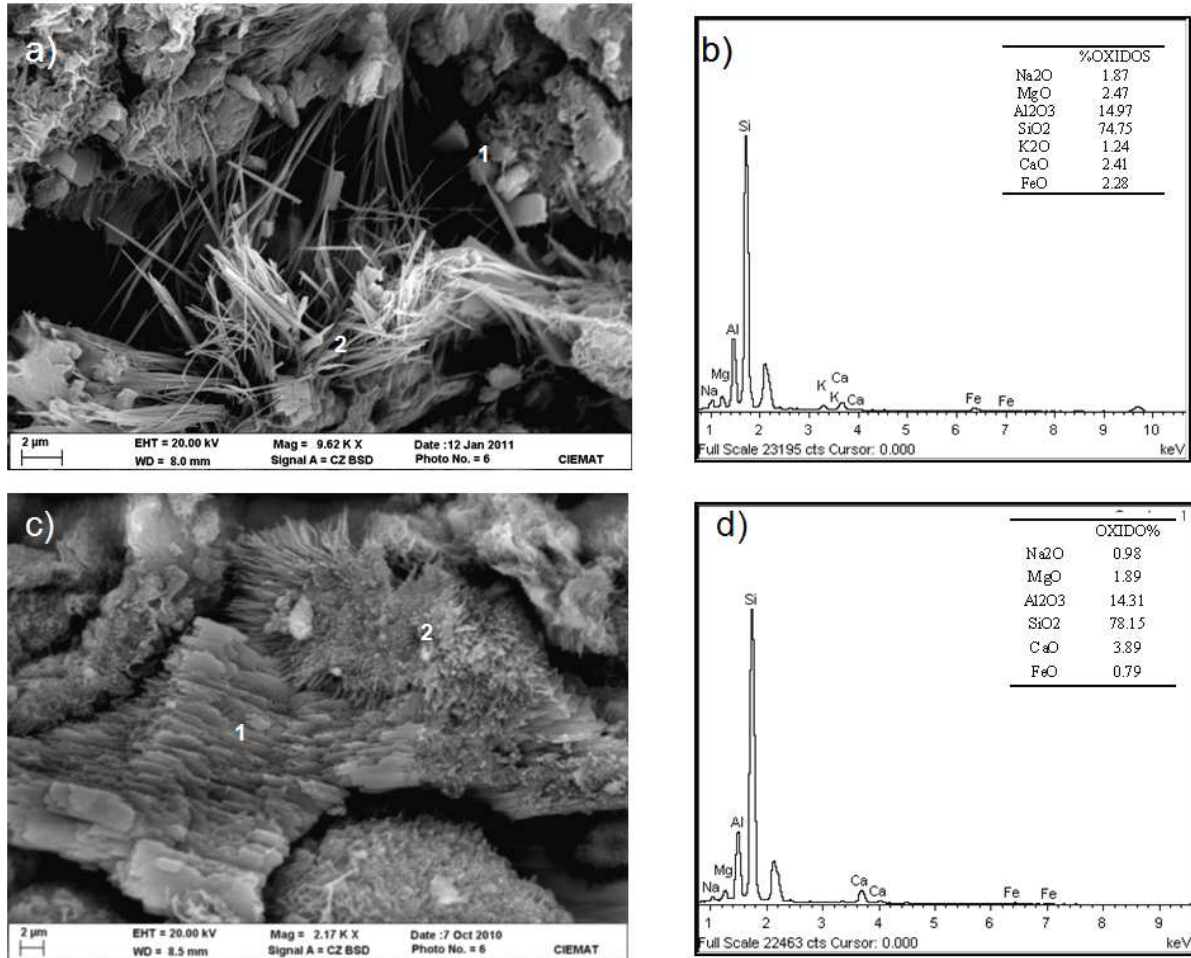 a)
1
2
2 μm
EHT = 20.00 kV
WD = 8.0 mm
Mag = 9.62 K X
Signal A = CZ BSD
Date :12 Jan 2011
Photo No. = 6
CIEMAT
b)
%OXIDOS
Na2O 1.87
MgO 2.47
Al2O3 14.97
SiO2 74.75
K2O 1.24
CaO 2.41
FeO 2.28
Si
Al
Mg
Na
K
Ca
K
Ca
Fe
Fe
1 2 3 4 5 6 7 8 9 10
Full Scale 23195 cts Cursor: 0.000
keV
c)
2
1
2 μm
EHT = 20.00 kV
WD = 8.5 mm
Mag = 2.17 K X
Signal A = CZ BSD
Date :7 Oct 2010
Photo No. = 6
CIEMAT
d)
1
OXIDO%
Na2O 0.98
MgO 1.89
Al2O3 14.31
SiO2 78.15
CaO 3.89
FeO 0.79
Si
Al
Mg
Na
Ca
Ca
Fe
Fe
1 2 3 4 5 6 7 8 9
Full Scale 22463 cts Cursor: 0.000
keV